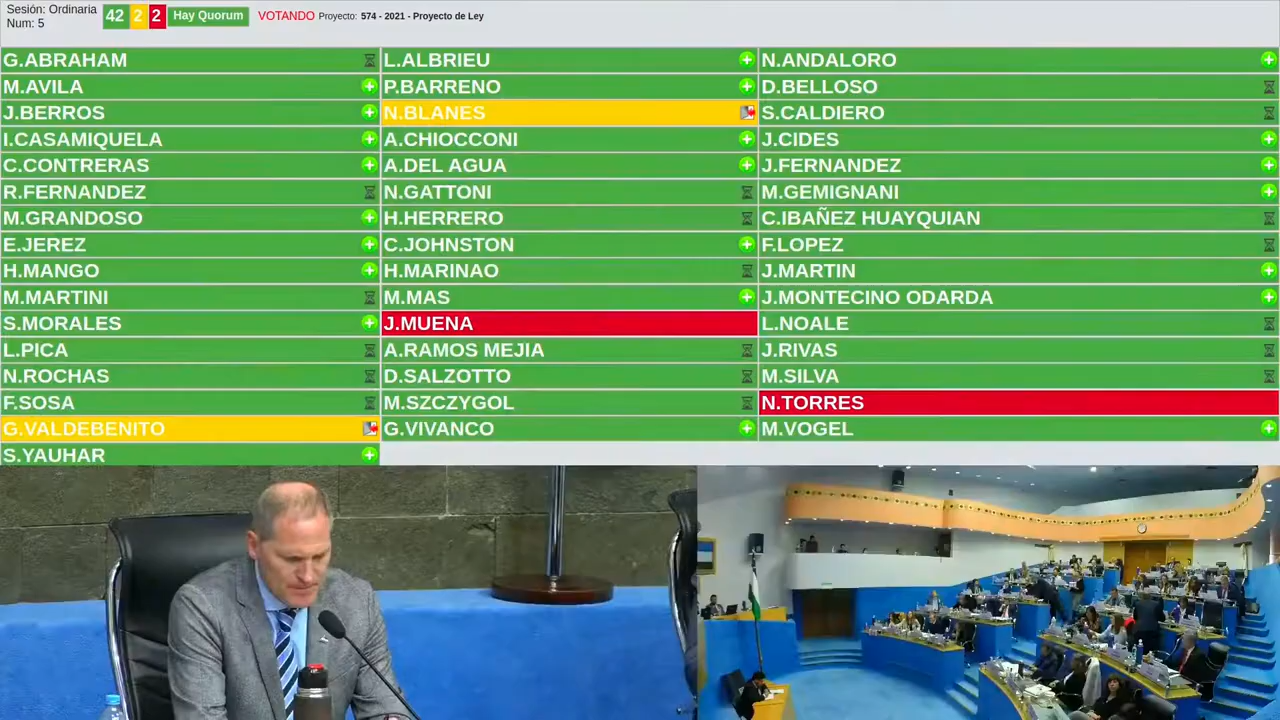 Sesión: Ordinaria
Num: 5
42 2 2 Hay Quorum VOTANDO Proyecto: 574 - 2021 - Proyecto de Ley
G.ABRAHAM L.ALBRIEU N.ANDALORO
M.AVILA P.BARRENO D.BELLOSO
J.BERROS N.BLANES S.CALDIERO
I.CASAMIQUELA A.CHIOCCONI J.CIDES
C.CONTRERAS A.DEL AGUA J.FERNANDEZ
R.FERNANDEZ N.GATTONI M.GEMIGNANI
M.GRANDOSO H.HERRERO C.IBAÑEZ HUAYQUIAN
E.JEREZ C.JOHNSTON F.LOPEZ
H.MANGO H.MARINAO J.MARTIN
M.MARTINI M.MAS J.MONTECINO ODARDA
S.MORALES J.MUENA L.NOALE
L.PICA A.RAMOS MEJIA J.RIVAS
N.ROCHAS D.SALZOTTO M.SILVA
F.SOSA M.SZCZYGOL N.TORRES
G.VALDEBENITO G.VIVANCO M.VOGEL
S.YAUHAR